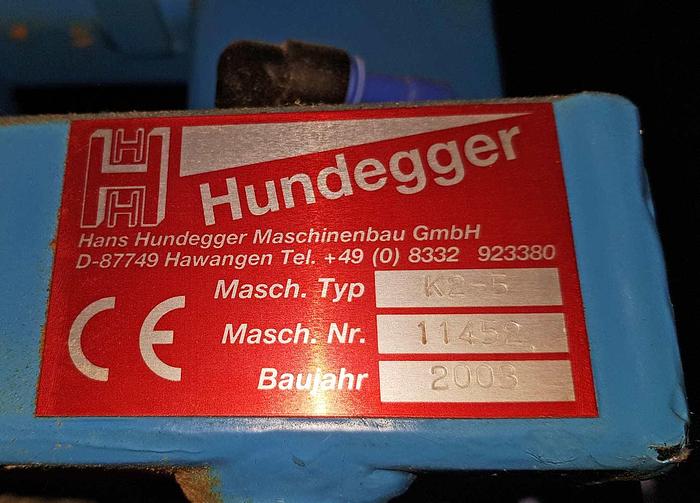 Hundegger
Hans Hundegger Maschinenbau GmbH
D-87749 Hawangen Tel. +49 (0) 8332 923380
Masch. Typ K2-5
Masch. Nr. 11452
CE
Baujahr 2003